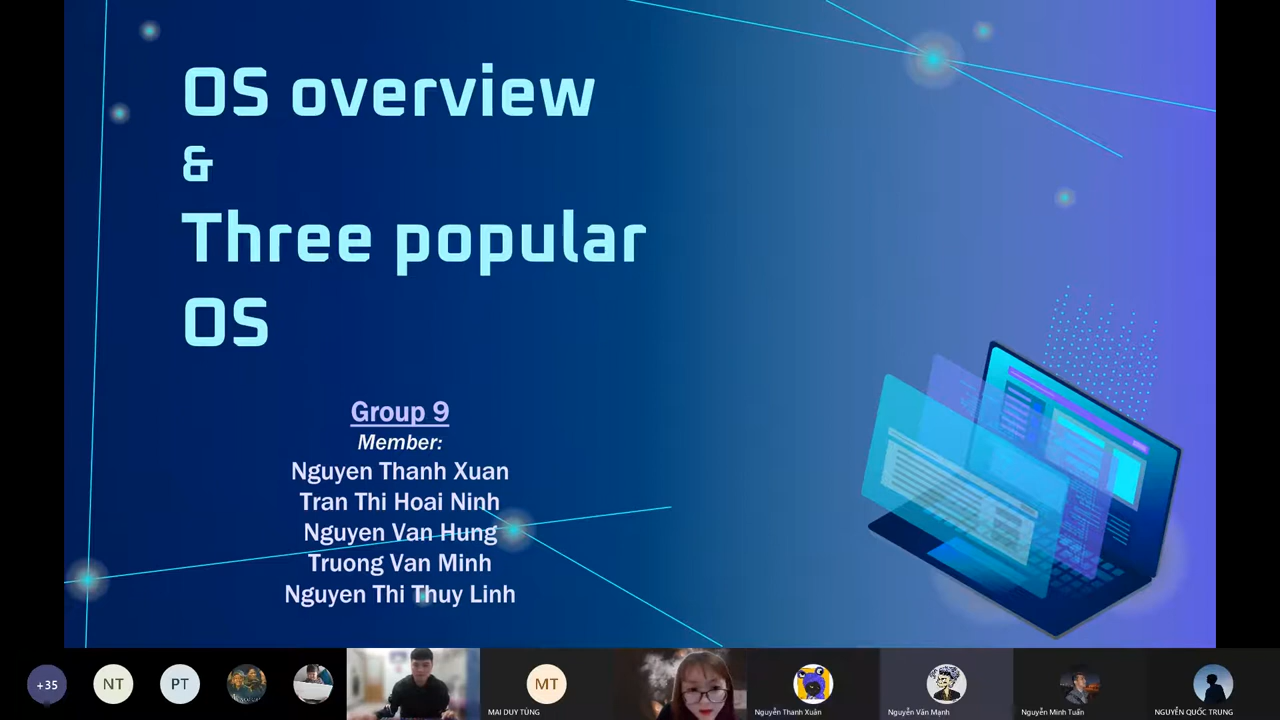 OS overview
&
Three popular
OS
Group 9
Member:
Nguyen Thanh Xuan
Tran Thi Hoai Ninh
Nguyen Van Hung
Truong Van Minh
Nguyen Thi Thuy Linh
+35
NT
PT
MT
MAI DUY TÙNG
Nguyễn Thanh Xuân
Nguyễn Văn Mạnh
Nguyễn Minh Tuấn
NGUYỄN QUỐC TRUNG